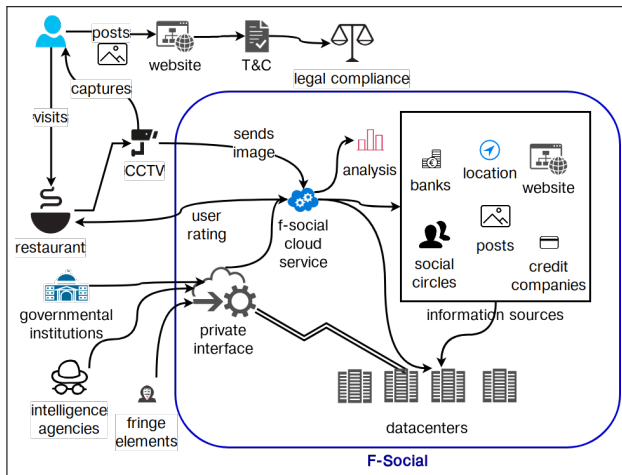 posts
website
T&C
legal compliance
captures
visits
CCTV
sends
image
analysis
banks
location
website
restaurant
user
rating
f-social
cloud
service
social
circles
posts
credit
companies
information sources
governmental
institutions
private
interface
intelligence
agencies
fringe
elements
datacenters
F-Social